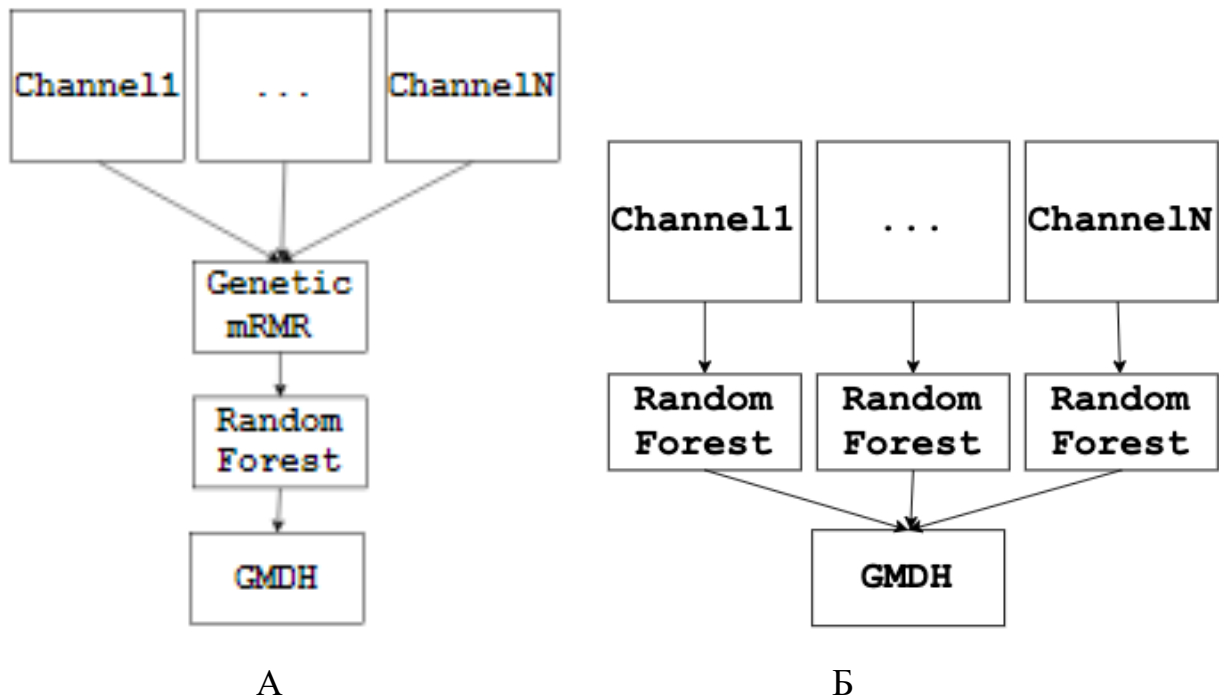 Channel1
...
ChannelN
Genetic
mRMR
Random
Forest
GMDH
А
Channel1
...
ChannelN
Random
Forest
Random
Forest
Random
Forest
GMDH
Б